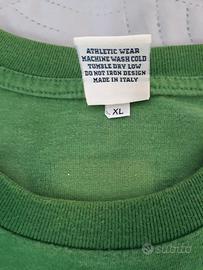 ATHLETIC WEAR
MACHINE WASH COLD
TUMBLE DRY LOW
DO NOT IRON DESIGN
MADE IN ITALY
XL
subito